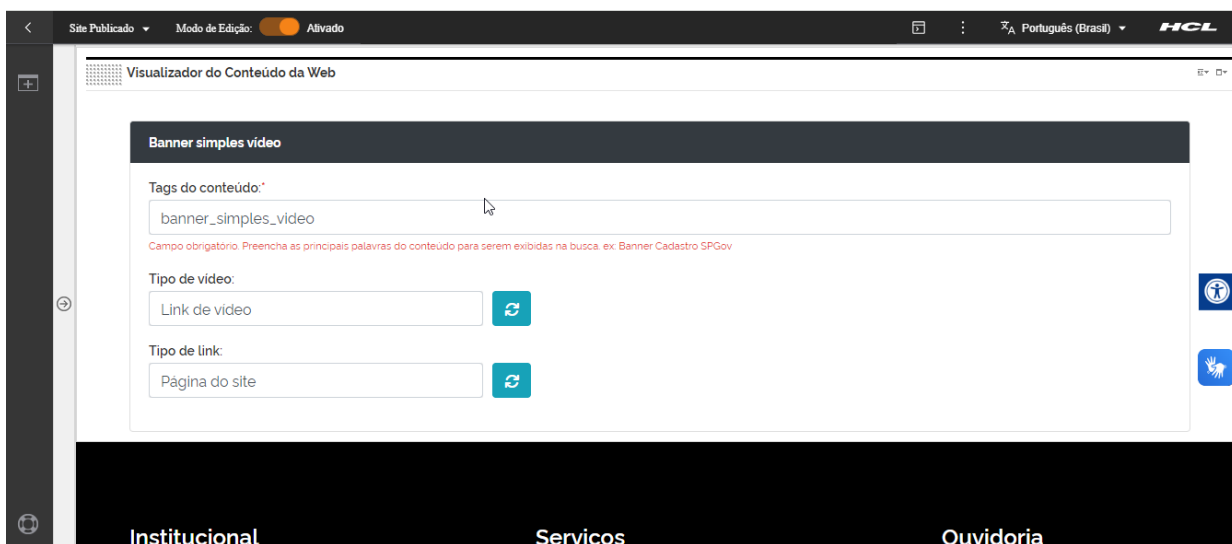 Site Publicado
Modo de Edição:
Ativado
Português (Brasil)
HCL
Visualizador do Conteúdo da Web
Banner simples vídeo
Tags do conteúdo:*
banner_simples_video
Campo obrigatório. Preencha as principais palavras do conteúdo para serem exibidas na busca. ex: Banner Cadastro SPGov
Tipo de vídeo:
Link de vídeo
Tipo de link:
Página do site
Institucional
Serviços
Ouvidoria